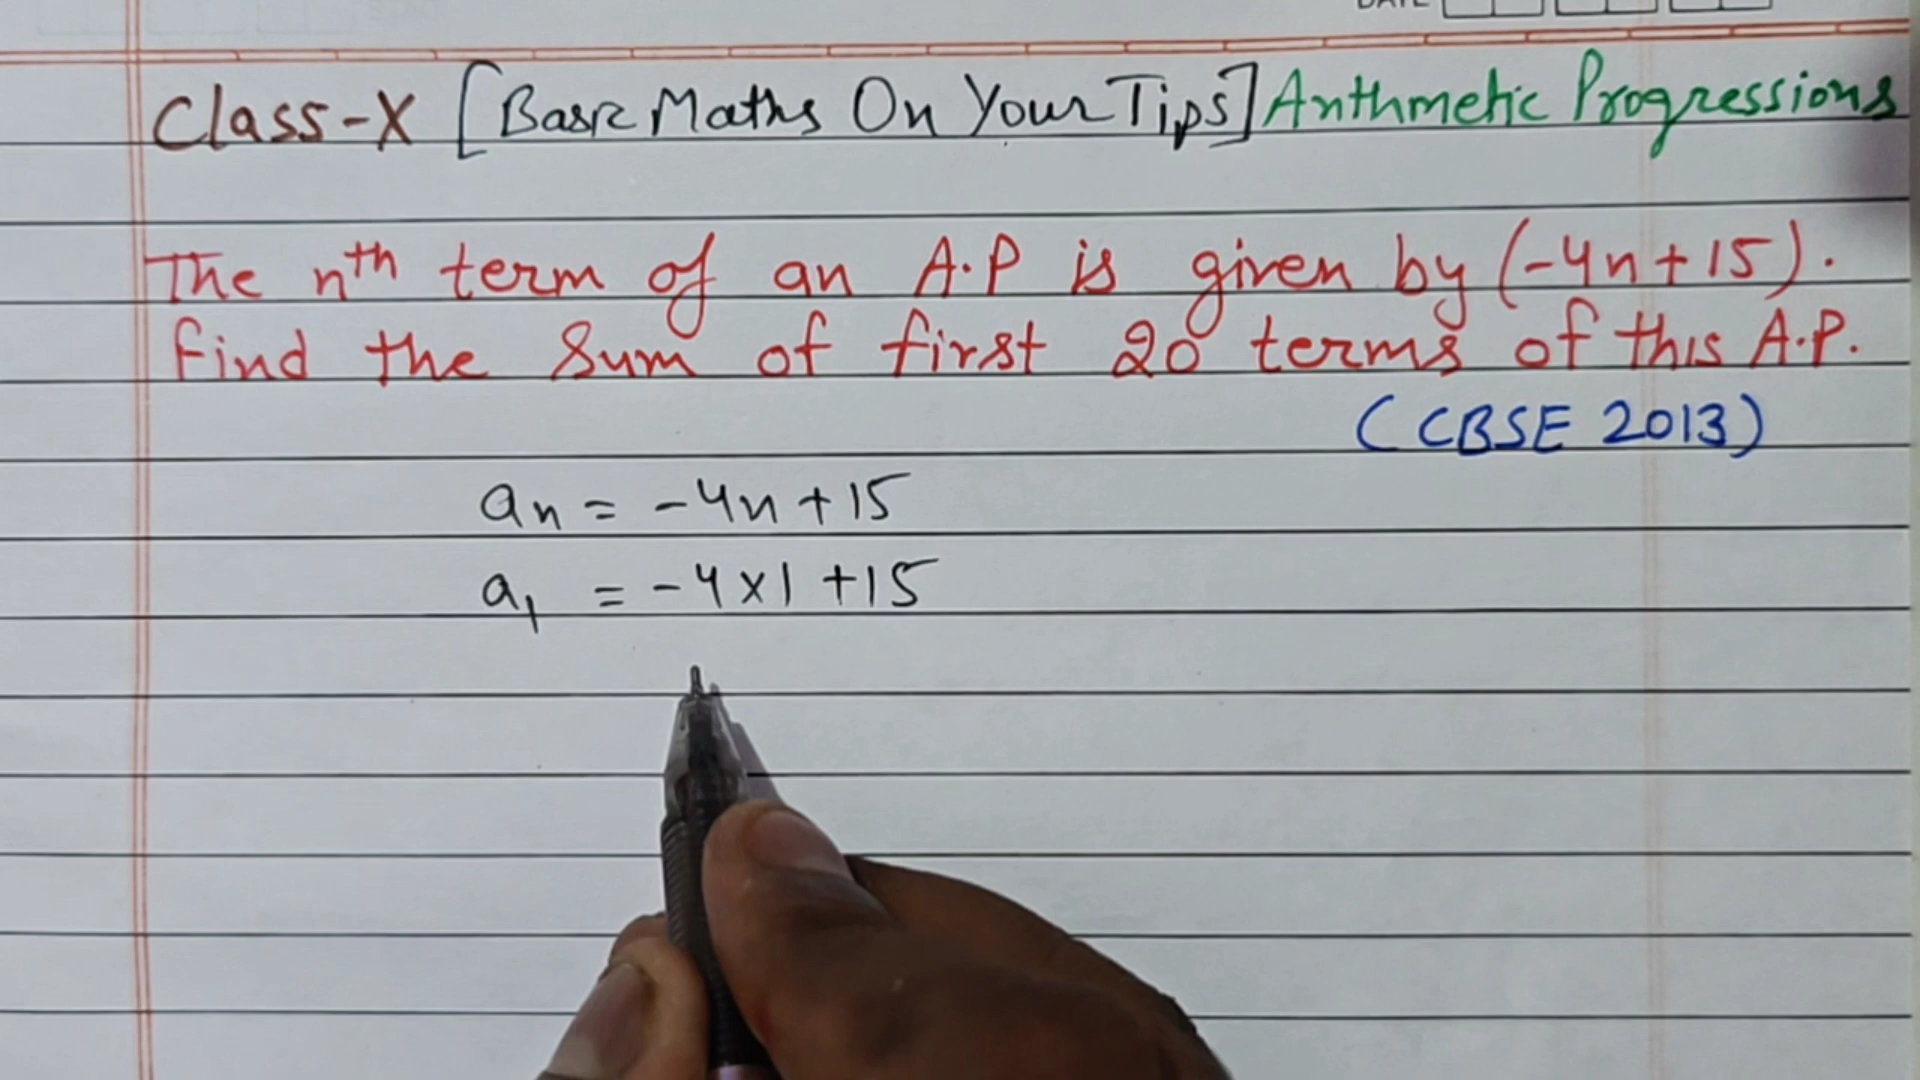 DATE
Class-X [Basic Maths On Your Tips] Arithmetic Progressions
The nth term of an A.P is given by (-4n+15).
find the Sum of first 20 terms of this A.P.
(CBSE 2013)
an = -4n+15
a1 = -4×1+15